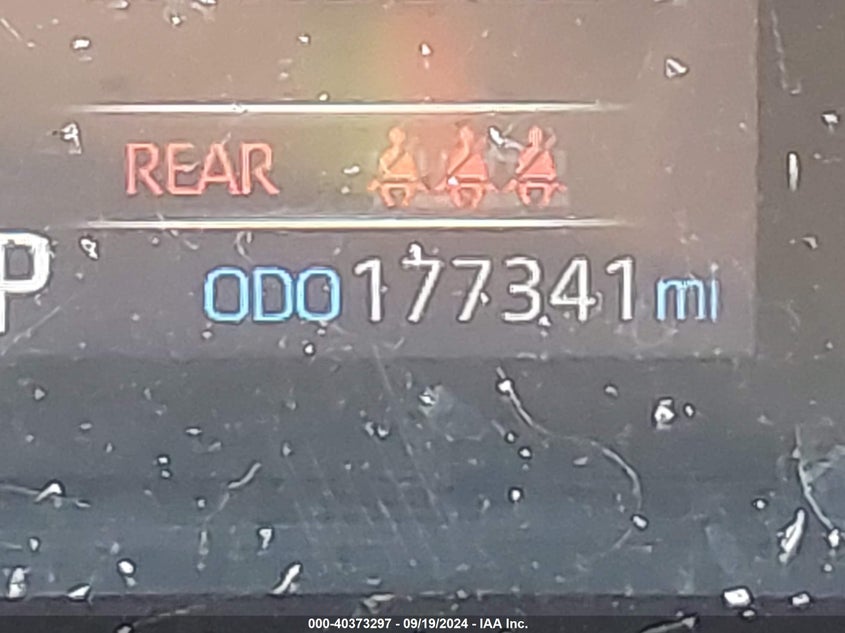 REAR
P
ODO 177341 mi
000-40373297 - 09/19/2024 - IAA Inc.